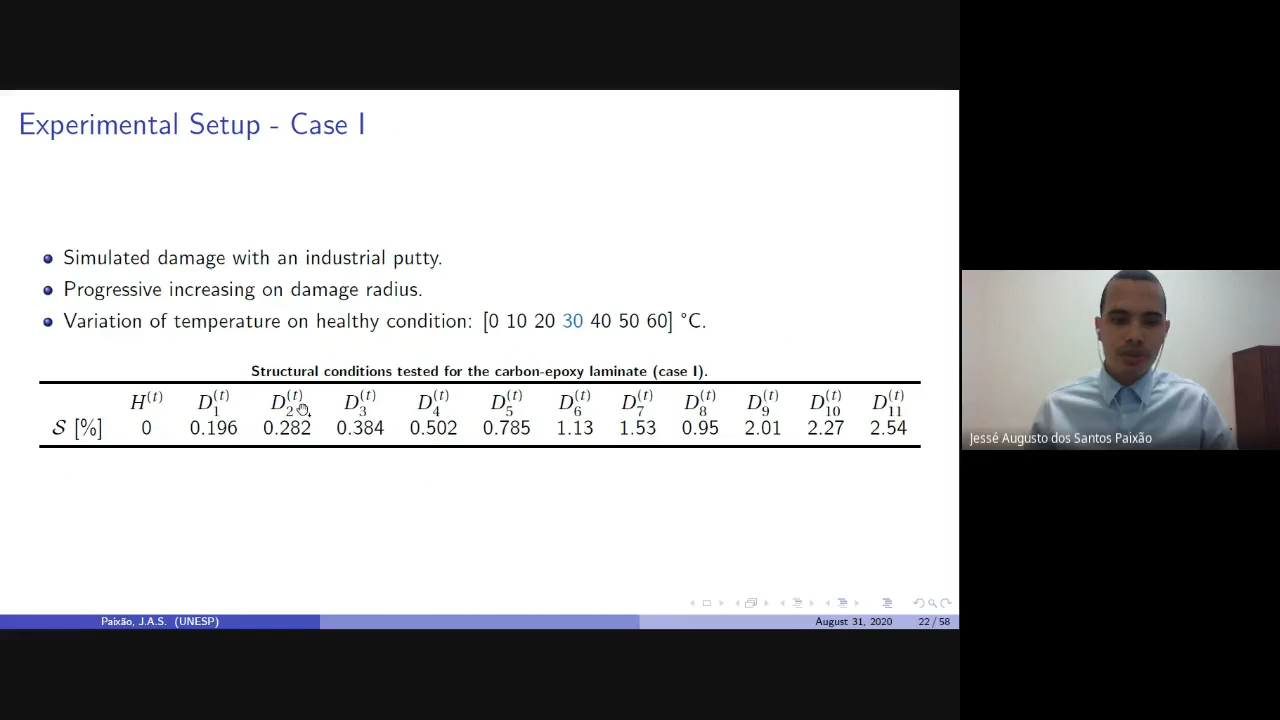 Experimental Setup - Case I
Simulated damage with an industrial putty.
Progressive increasing on damage radius.
Variation of temperature on healthy condition: [0 10 20 30 40 50 60] °C.
Structural conditions tested for the carbon-epoxy laminate (case I).
H^(t) D_1^(t) D_2^(t) D_3^(t) D_4^(t) D_5^(t) D_6^(t) D_7^(t) D_8^(t) D_9^(t) D_10^(t) D_11^(t)
𝒮 [%] 0 0.196 0.282 0.384 0.502 0.785 1.13 1.53 0.95 2.01 2.27 2.54
Jessé Augusto dos Santos Paixão
Paixão, J.A.S. (UNESP) August 31, 2020 22 / 58